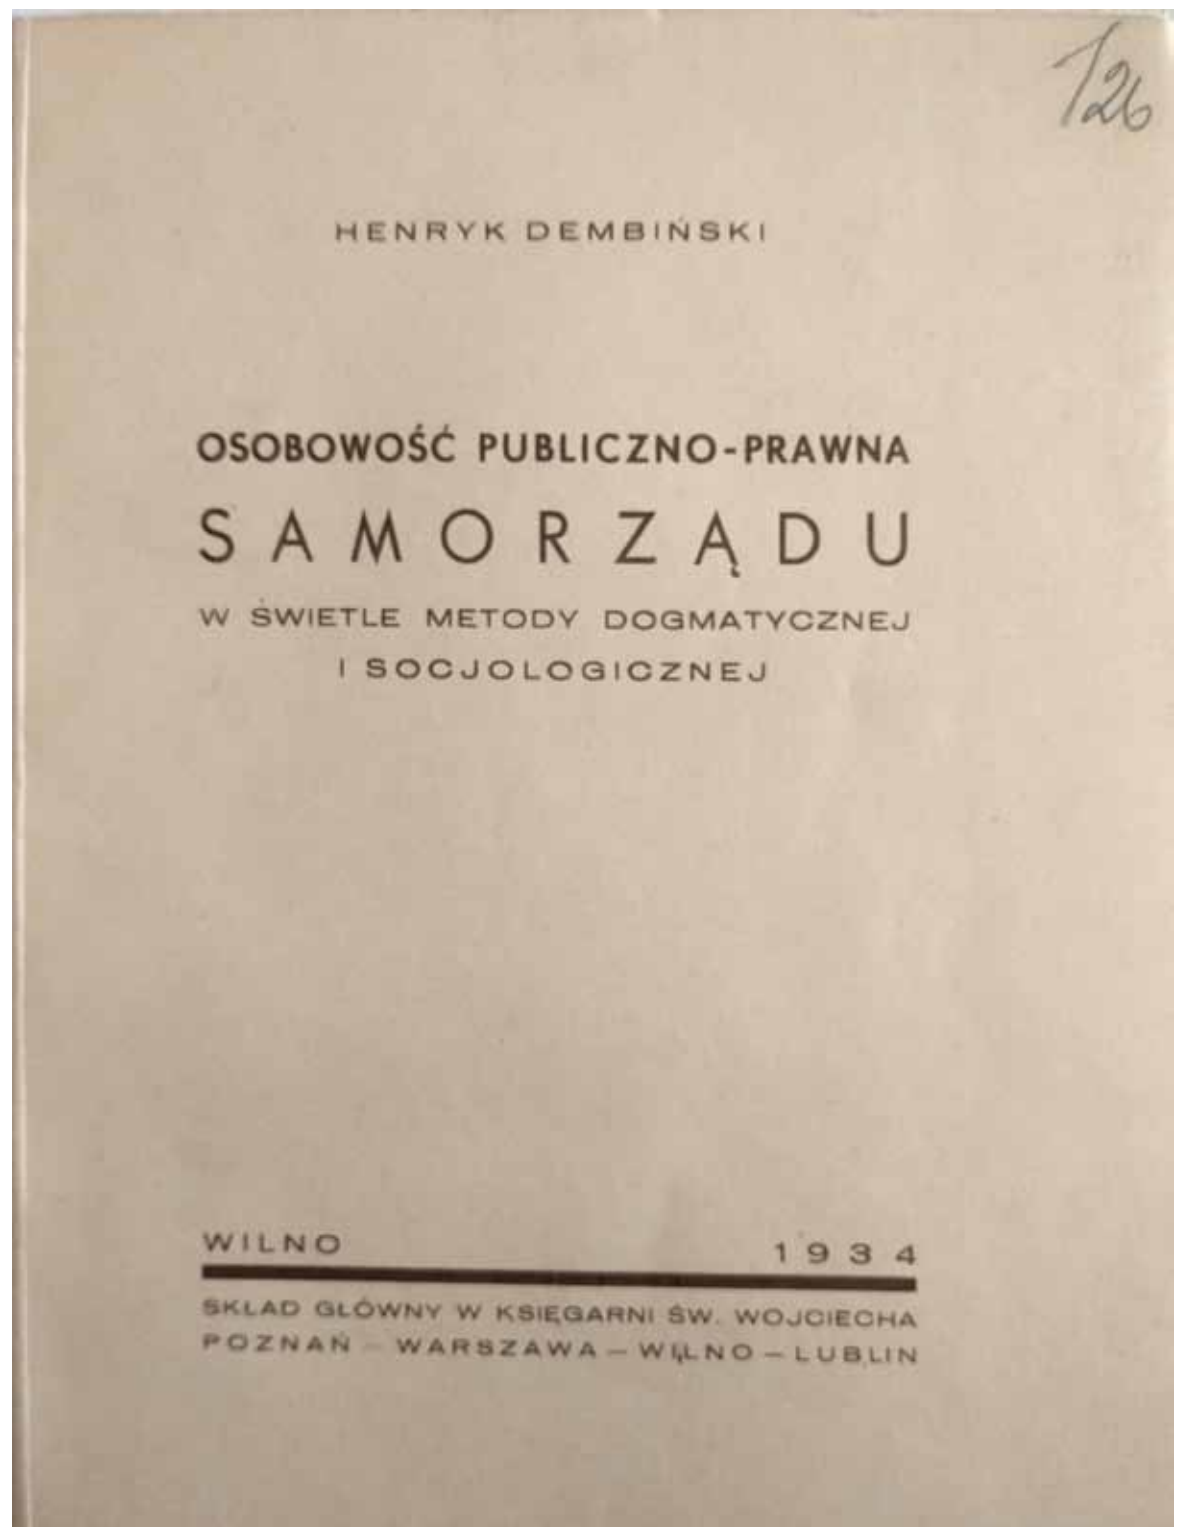 126
HENRYK DEMBIŃSKI
OSOBOWOŚĆ PUBLICZNO-PRAWNA
SAMORZĄDU
W ŚWIETLE METODY DOGMATYCZNEJ
I SOCJOLOGICZNEJ
WILNO 1934
SKŁAD GŁÓWNY W KSIĘGARNI ŚW. WOJCIECHA
POZNAŃ – WARSZAWA – WILNO – LUBLIN